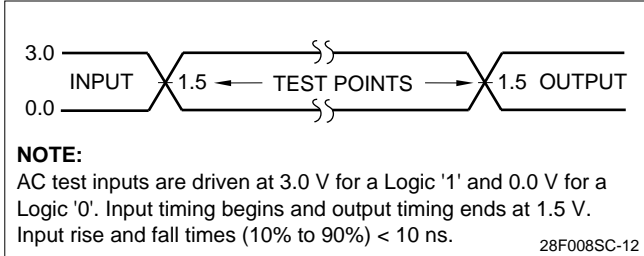 3.0
INPUT 1.5 TEST POINTS 1.5 OUTPUT
0.0
NOTE:
AC test inputs are driven at 3.0 V for a Logic '1' and 0.0 V for a
Logic '0'. Input timing begins and output timing ends at 1.5 V.
Input rise and fall times (10% to 90%) < 10 ns.
28F008SC-12